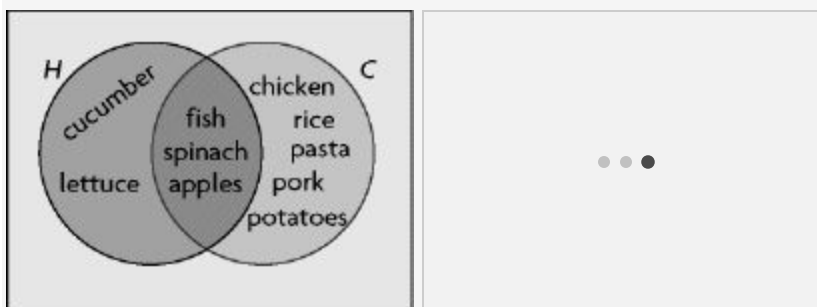 H
C
cucumber
lettuce
fish
spinach
apples
chicken
rice
pasta
pork
potatoes